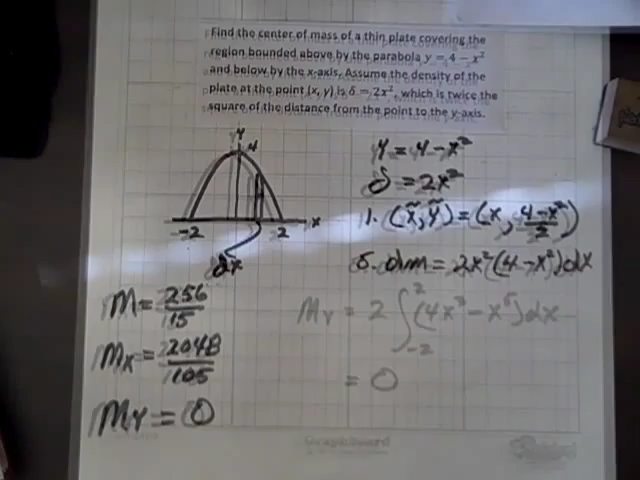 Find the center of mass of a thin plate covering the
region bounded above by the parabola y = 4 − x²
and below by the x-axis. Assume the density of the
plate at the point (x, y) is δ = 2x², which is twice the
square of the distance from the point to the y-axis.
y
4
-2
2
x
dx
y = 4-x²
δ = 2x²
1. (x̃, ỹ) = (x, (4-x²)/2)
5. dm = 2x²(4-x²)dx
M = 256/15
Mx = 2048/105
My = 0
My = 2 ∫₋₂² (4x³ - x⁵)dx
= 0